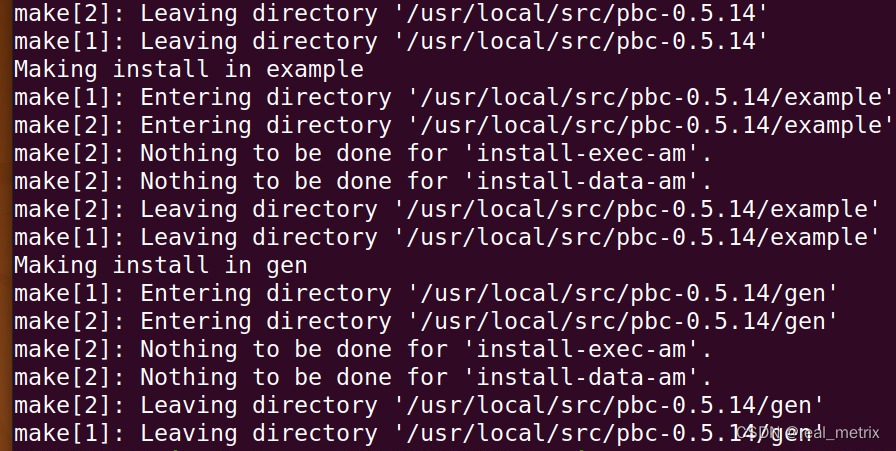 make[2]: Leaving directory '/usr/local/src/pbc-0.5.14'
make[1]: Leaving directory '/usr/local/src/pbc-0.5.14'
Making install in example
make[1]: Entering directory '/usr/local/src/pbc-0.5.14/example'
make[2]: Entering directory '/usr/local/src/pbc-0.5.14/example'
make[2]: Nothing to be done for 'install-exec-am'.
make[2]: Nothing to be done for 'install-data-am'.
make[2]: Leaving directory '/usr/local/src/pbc-0.5.14/example'
make[1]: Leaving directory '/usr/local/src/pbc-0.5.14/example'
Making install in gen
make[1]: Entering directory '/usr/local/src/pbc-0.5.14/gen'
make[2]: Entering directory '/usr/local/src/pbc-0.5.14/gen'
make[2]: Nothing to be done for 'install-exec-am'.
make[2]: Nothing to be done for 'install-data-am'.
make[2]: Leaving directory '/usr/local/src/pbc-0.5.14/gen'
make[1]: Leaving directory '/usr/local/src/pbc-0.5.14/gen'
CSDN @real_metrix